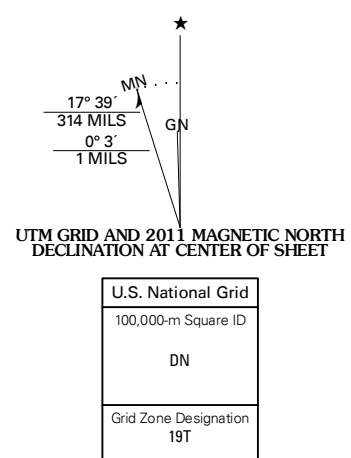 ★
MN
17° 39´
314 MILS
GN
0° 3´
1 MILS
UTM GRID AND 2011 MAGNETIC NORTH
DECLINATION AT CENTER OF SHEET
U.S. National Grid
100,000-m Square ID
DN
Grid Zone Designation
19T